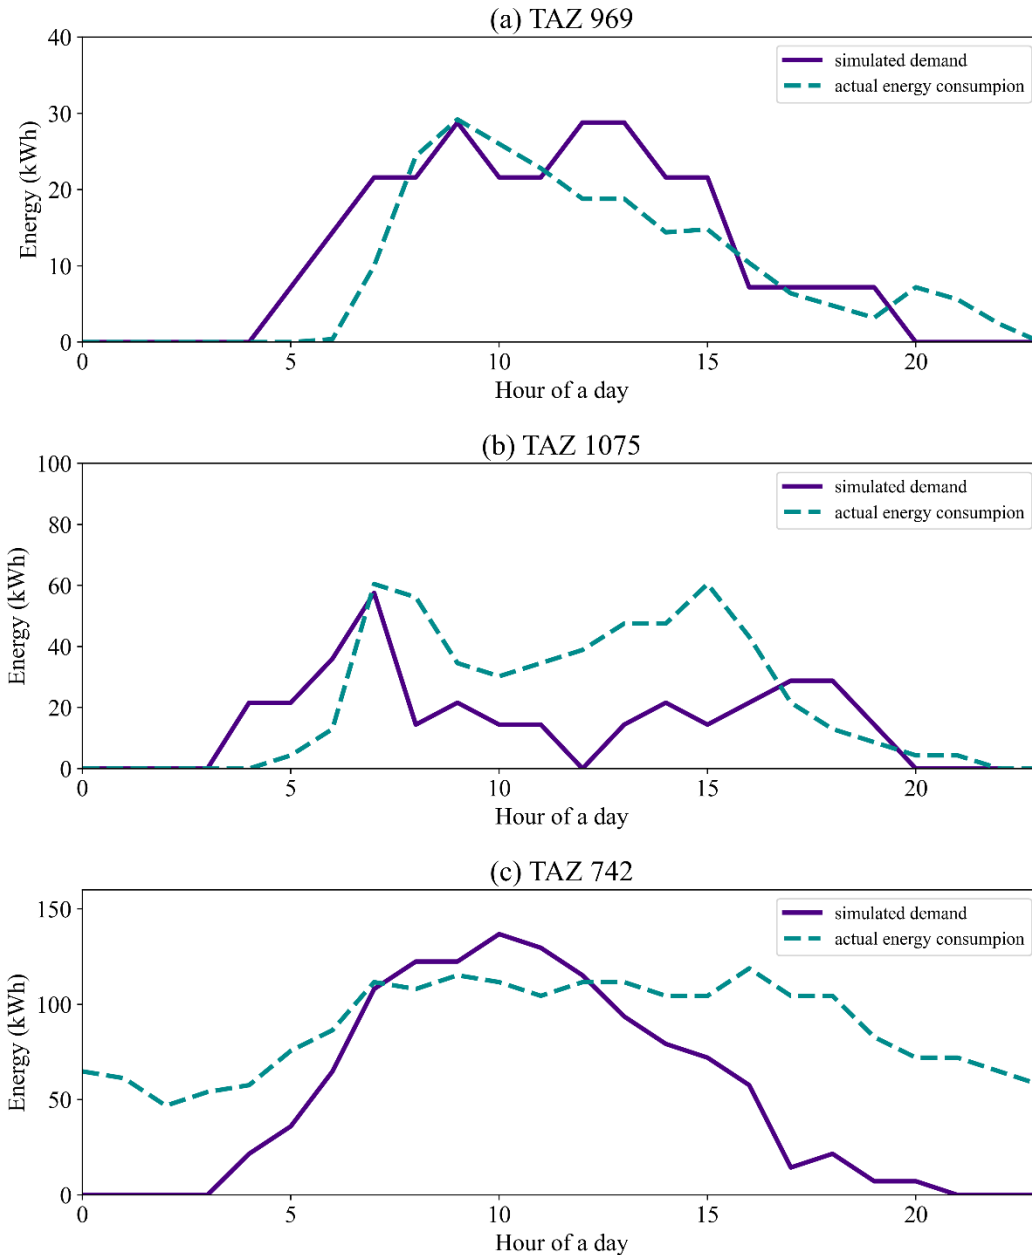 (a) TAZ 969
40
30
20
10
0
Energy (kWh)
simulated demand
actual energy consumpion
0 5 10 15 20
Hour of a day
(b) TAZ 1075
100
80
60
40
20
0
Energy (kWh)
simulated demand
actual energy consumpion
0 5 10 15 20
Hour of a day
(c) TAZ 742
150
100
50
0
Energy (kWh)
simulated demand
actual energy consumpion
0 5 10 15 20
Hour of a day